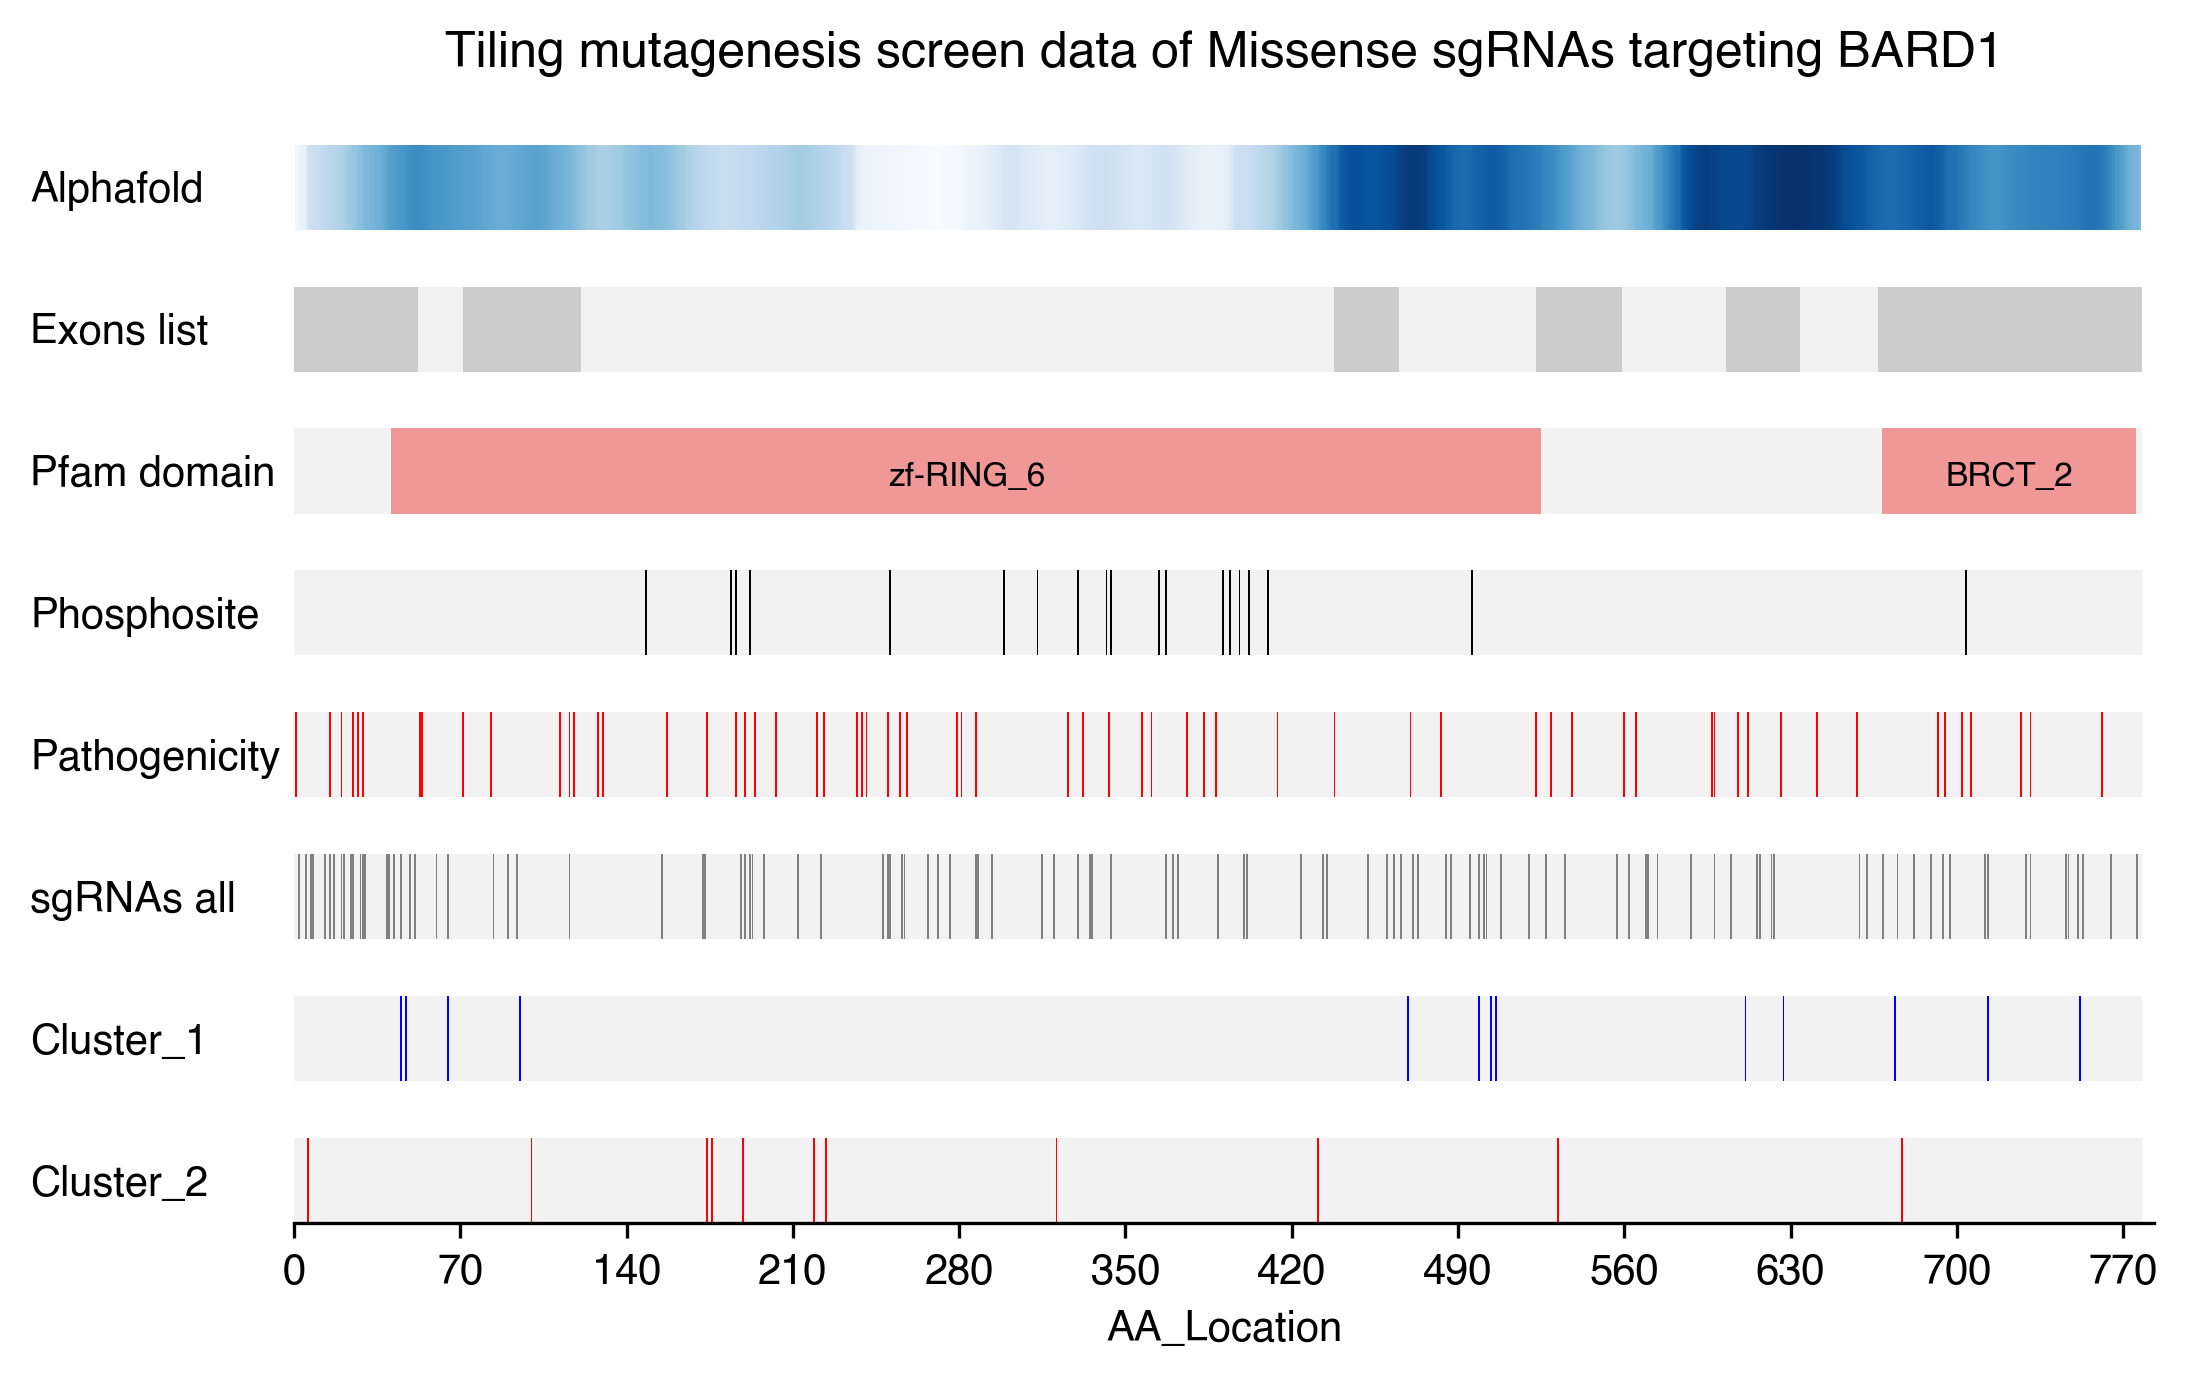 Tiling mutagenesis screen data of Missense sgRNAs targeting BARD1
Alphafold
Exons list
Pfam domain
zf-RING_6
BRCT_2
Phosphosite
Pathogenicity
sgRNAs all
Cluster_1
Cluster_2
0 70 140 210 280 350 420 490 560 630 700 770
AA_Location